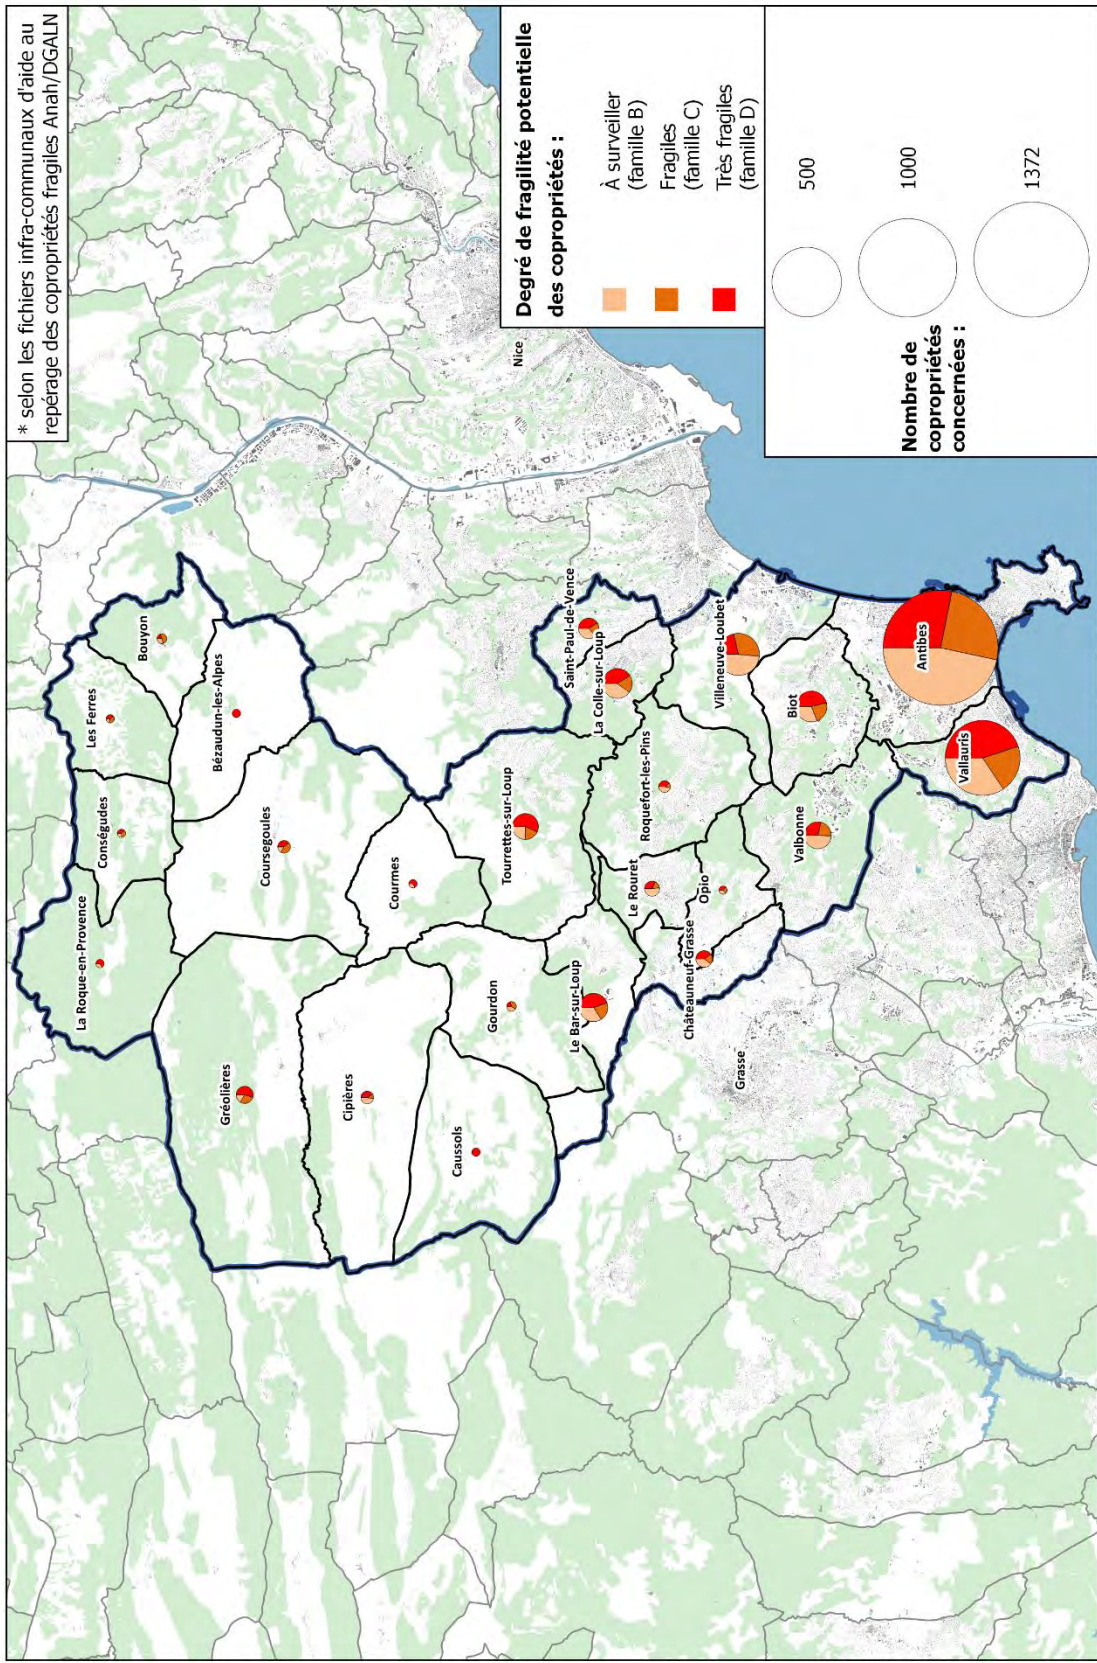 * selon les fichiers infra-communaux d'aide au
repérage des copropriétés fragiles Anah/DGALN
La Roque-en-Provence
Conségudes
Les Ferres
Bouyon
Bézaudun-les-Alpes
Gréolières
Coursegoules
Cipières
Courmes
Caussols
Gourdon
Tourrettes-sur-Loup
Nice
Le Bar-sur-Loup
Saint-Paul-de-Vence
La Colle-sur-Loup
Le Rouret
Roquefort-les-Pins
Châteauneuf-Grasse
Opio
Villeneuve-Loubet
Grasse
Valbonne
Biot
Vallauris
Antibes
Degré de fragilité potentielle
des copropriétés :
À surveiller
(famille B)
Fragiles
(famille C)
Très fragiles
(famille D)
Nombre de
copropriétés
concernées :
500
1000
1372